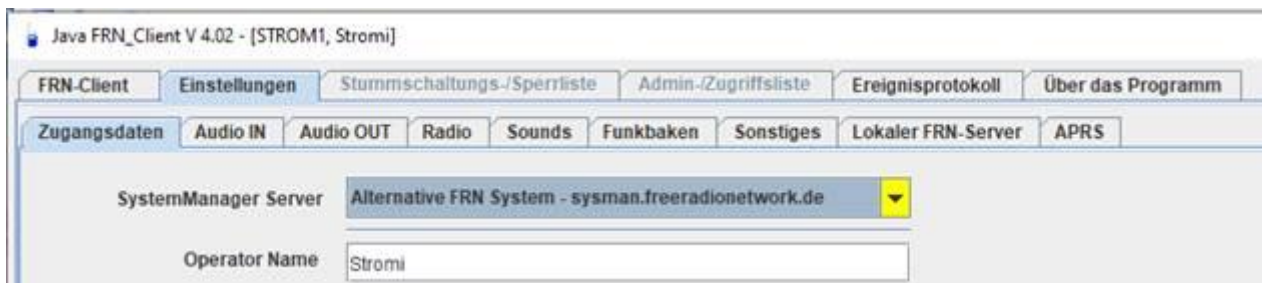 Java FRN_Client V 4.02 - [STROM1, Stromi]
FRN-Client Einstellungen Stummschaltungs-/Sperrliste Admin-/Zugriffsliste Ereignisprotokoll Über das Programm
Zugangsdaten Audio IN Audio OUT Radio Sounds Funkbaken Sonstiges Lokaler FRN-Server APRS
SystemManager Server Alternative FRN System - sysman.freeradionetwork.de
Operator Name Stromi